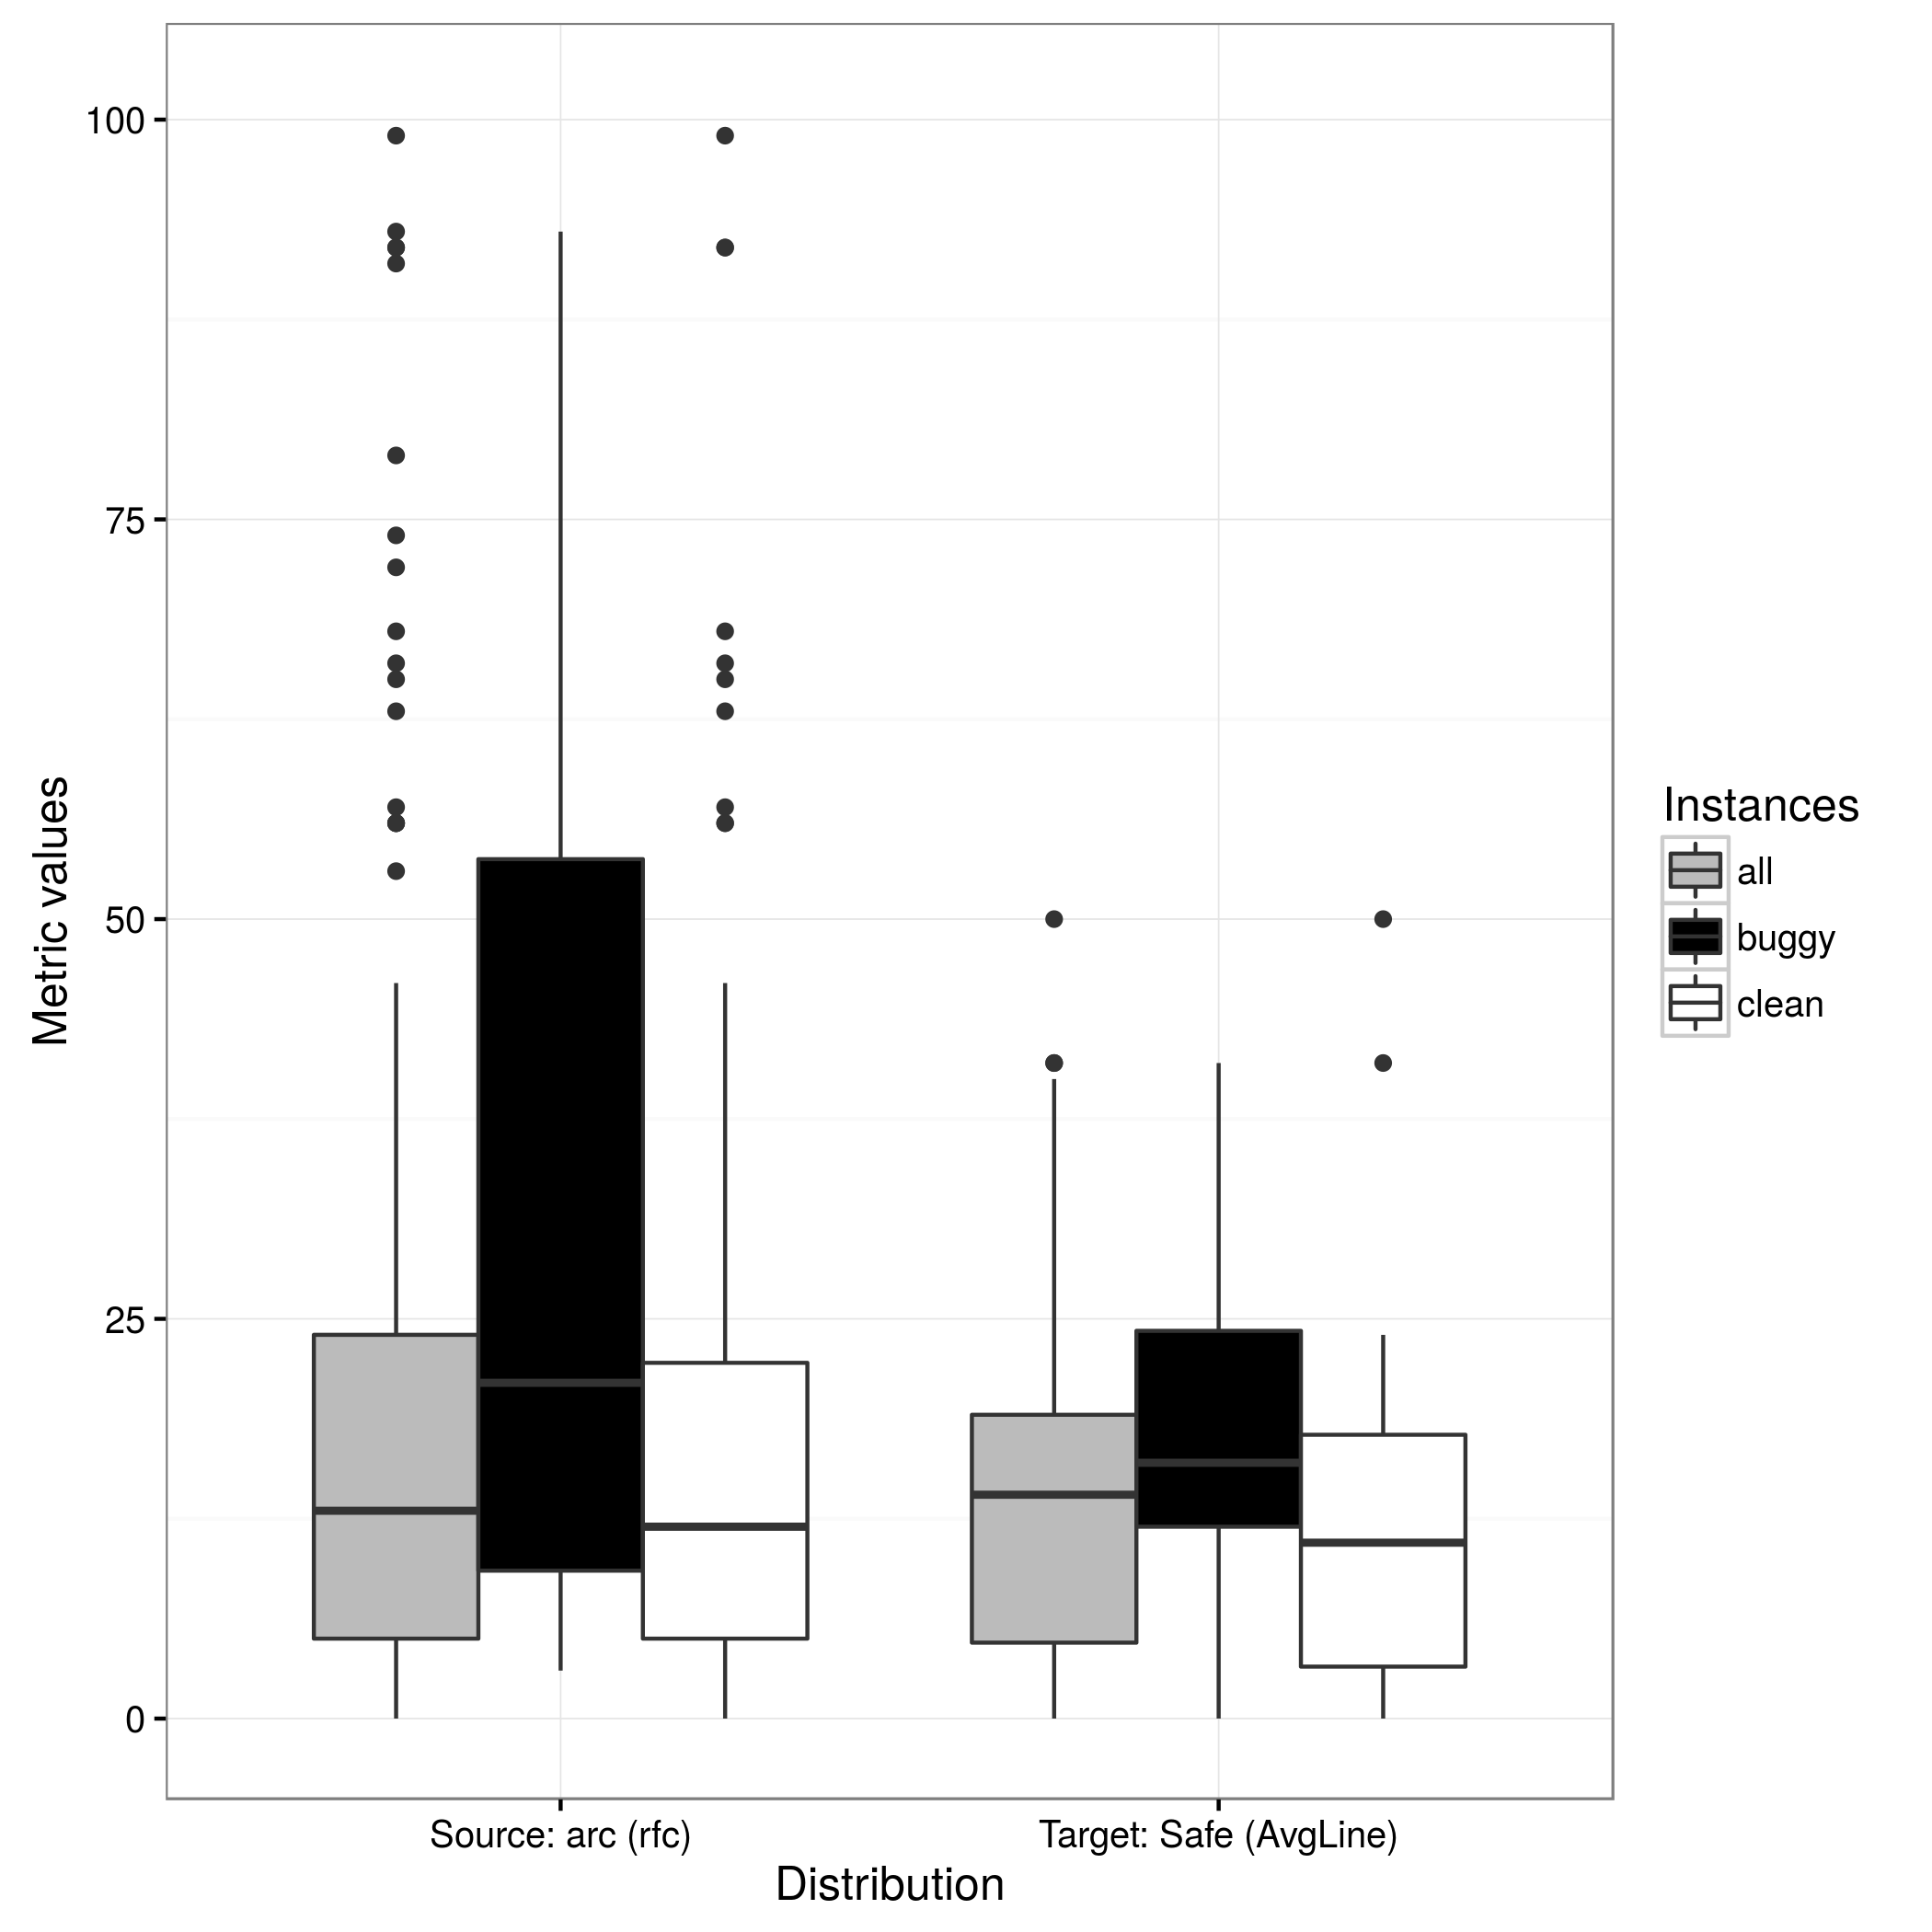 100
75
50
25
0
Metric values
Source: arc (rfc)
Target: Safe (AvgLine)
Distribution
Instances
all
buggy
clean